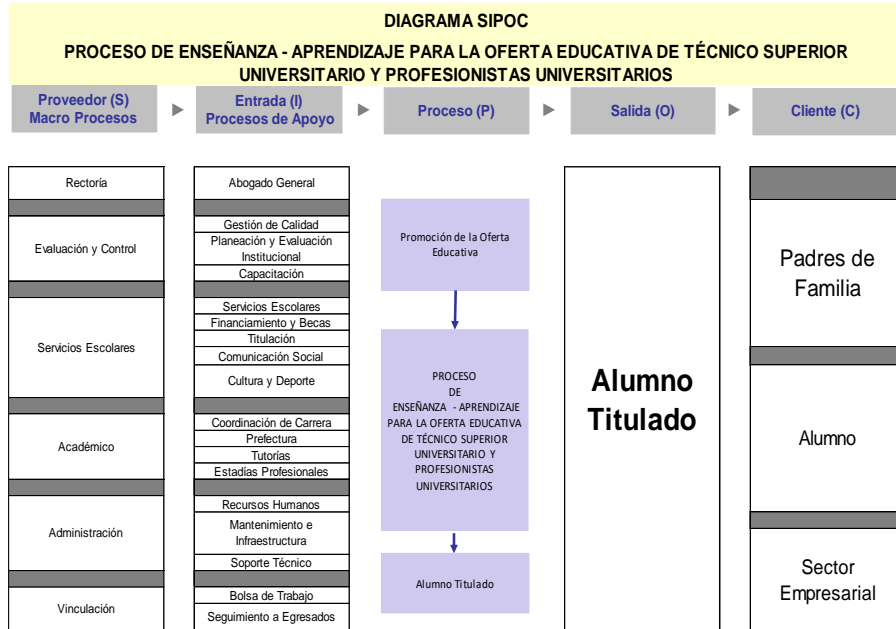 DIAGRAMA SIPOC
PROCESO DE ENSEÑANZA - APRENDIZAJE PARA LA OFERTA EDUCATIVA DE TÉCNICO SUPERIOR
UNIVERSITARIO Y PROFESIONISTAS UNIVERSITARIOS
Proveedor (S)
Macro Procesos
Entrada (I)
Procesos de Apoyo
Proceso (P)
Salida (O)
Cliente (C)
Rectoría
Evaluación y Control
Servicios Escolares
Académico
Administración
Vinculación
Abogado General
Gestión de Calidad
Planeación y Evaluación
Institucional
Capacitación
Servicios Escolares
Financiamiento y Becas
Titulación
Comunicación Social
Cultura y Deporte
Coordinación de Carrera
Prefectura
Tutorías
Estadías Profesionales
Recursos Humanos
Mantenimiento e
Infraestructura
Soporte Técnico
Bolsa de Trabajo
Seguimiento a Egresados
Promoción de la Oferta
Educativa
PROCESO
DE
ENSEÑANZA - APRENDIZAJE
PARA LA OFERTA EDUCATIVA
DE TÉCNICO SUPERIOR
UNIVERSITARIO Y
PROFESIONISTAS
UNIVERSITARIOS
Alumno Titulado
Alumno
Titulado
Padres de
Familia
Alumno
Sector
Empresarial